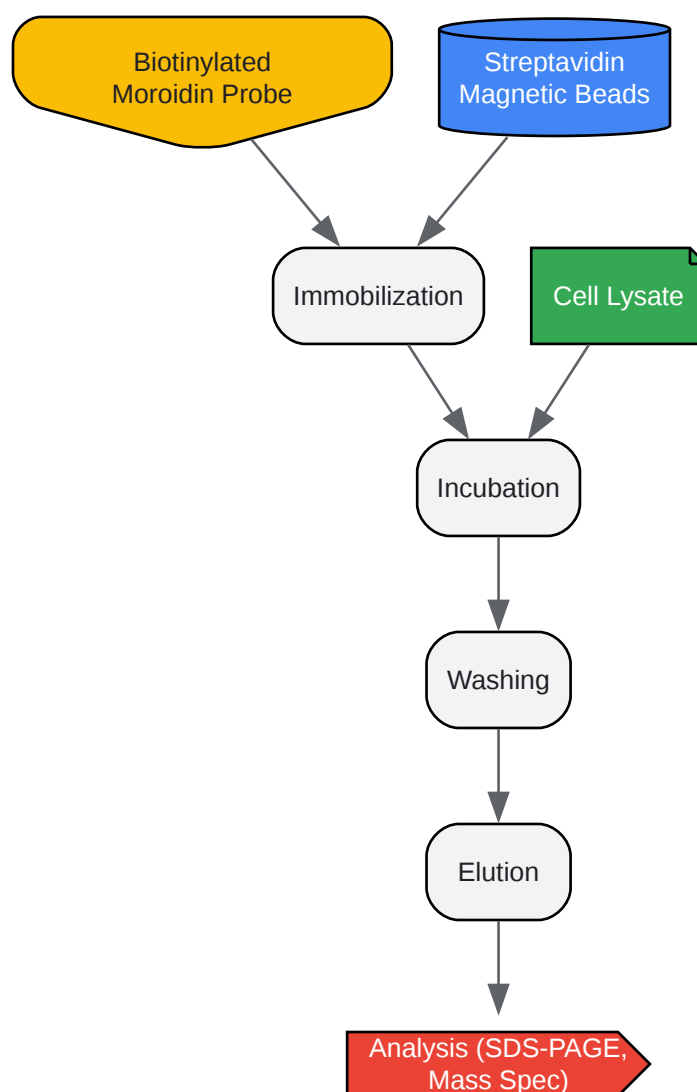 Biotinylated
Moroidin Probe
Streptavidin
Magnetic Beads
Immobilization
Cell Lysate
Incubation
Washing
Elution
Analysis (SDS-PAGE,
Mass Spec)